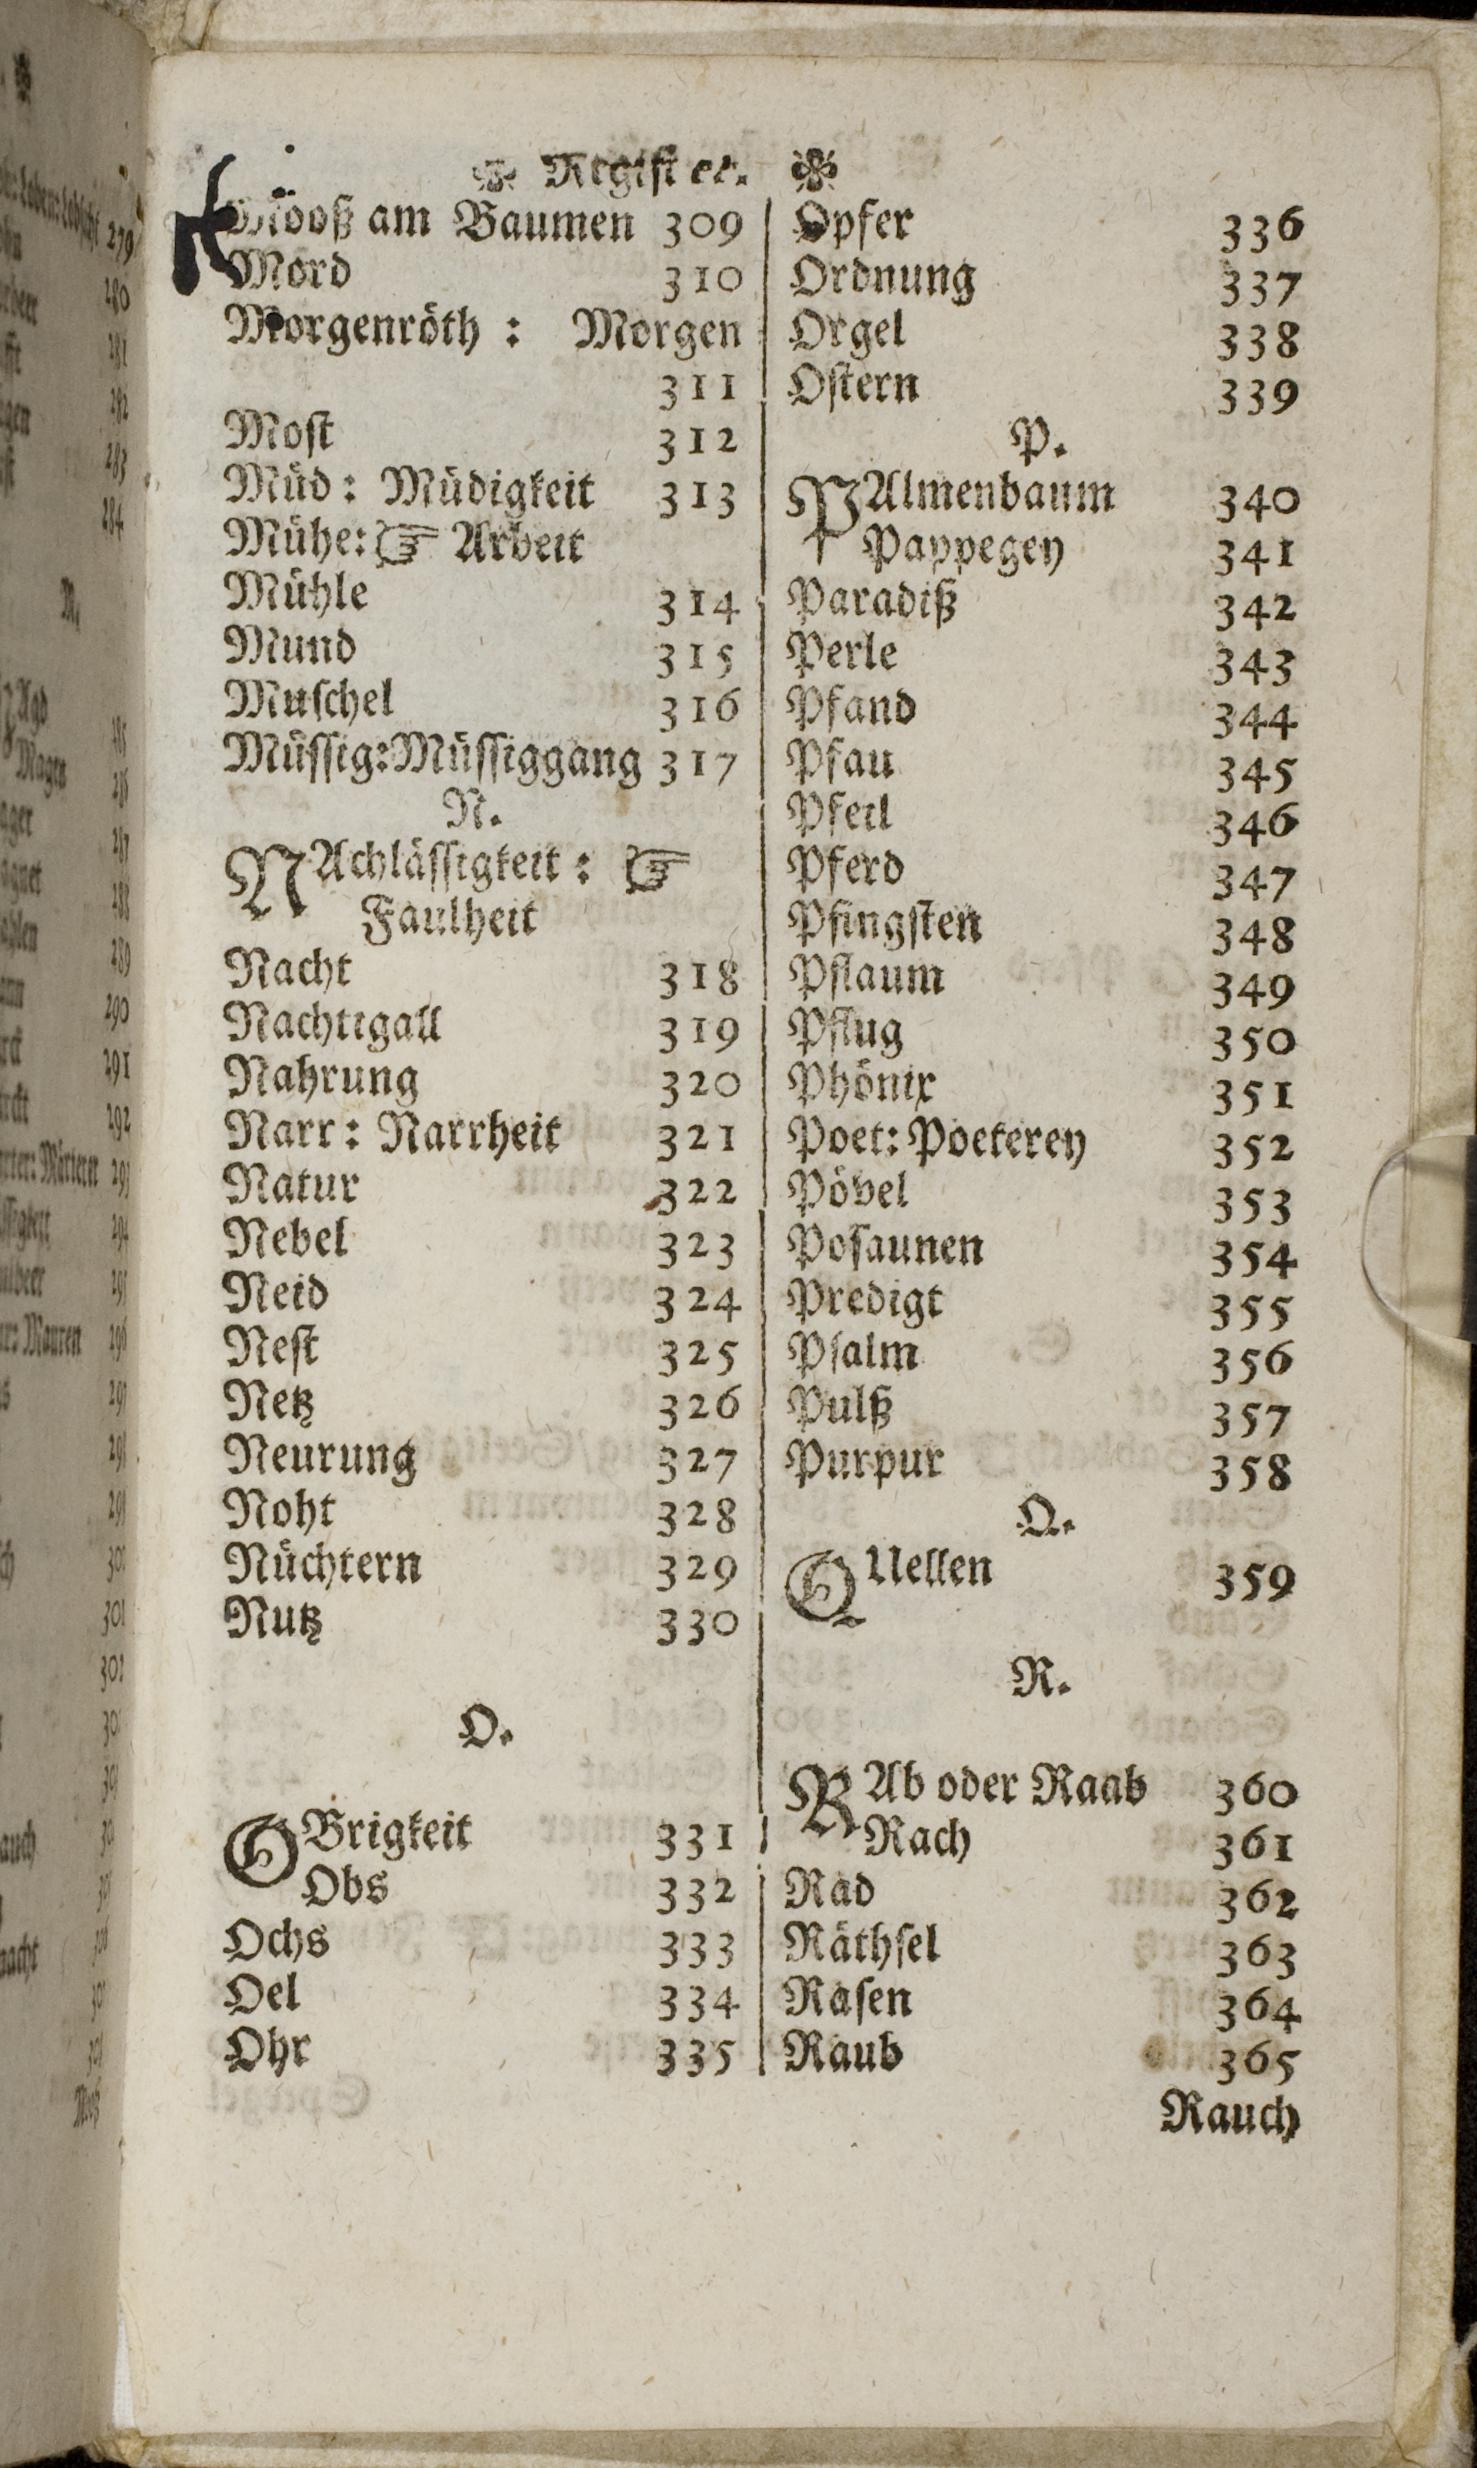 Register.
Mooß am Baumen 309
Mord 310
Morgenröth: Morgen
311
Most 312
Müd: Müdigkeit 313
Mühe: ☞ Arbeit
Mühle 314
Mund 315
Muschel 316
Müssig: Müssiggang 317
N.
NAchlässigkeit: ☞
Faulheit
Nacht 318
Nachtigall 319
Nahrung 320
Narr: Narrheit 321
Natur 322
Nebel 323
Neid 324
Nest 325
Netz 326
Neurung 327
Noht 328
Nüchtern 329
Nutz 330
O.
OBrigkeit 331
Obs 332
Ochs 333
Oel 334
Ohr 335
Opfer 336
Ordnung 337
Orgel 338
Ostern 339
P.
PAlmenbaum 340
Pappegey 341
Paradiß 342
Perle 343
Pfand 344
Pfau 345
Pfeil 346
Pferd 347
Pfingsten 348
Pflaum 349
Pflug 350
Phönix 351
Poet: Poeterey 352
Pövel 353
Posaunen 354
Predigt 355
Psalm 356
Pulß 357
Purpur 358
Q.
QUellen 359
R.
RAb oder Raab 360
Rach 361
Rad 362
Räthsel 363
Rasen 364
Raub 365
Rauch